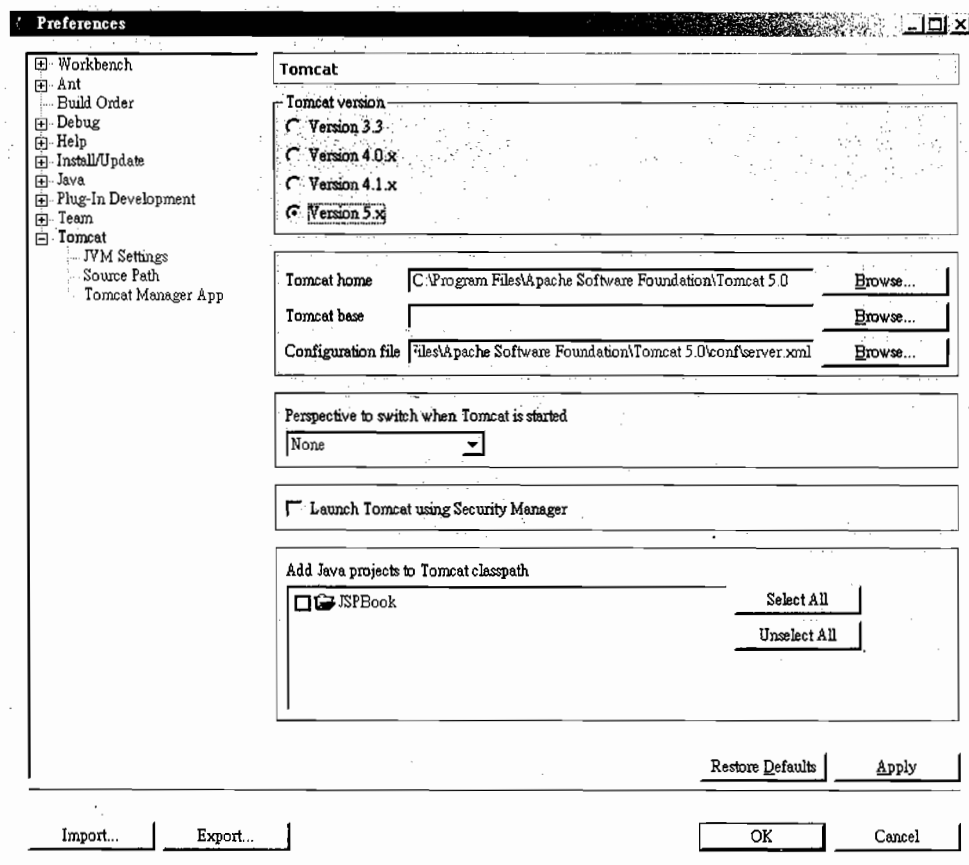 Preferences
Workbench
Ant
Build Order
Debug
Help
Install/Update
Java
Plug-In Development
Team
Tomcat
JVM Settings
Source Path
Tomcat Manager App
Tomcat
Tomcat version
Version 3.3
Version 4.0.x
Version 4.1.x
Version 5.x
Tomcat home C:\Program Files\Apache Software Foundation\Tomcat 5.0 Browse...
Tomcat base Browse...
Configuration file Files\Apache Software Foundation\Tomcat 5.0\conf\server.xml Browse...
Perspective to switch when Tomcat is started
None
Launch Tomcat using Security Manager
Add Java projects to Tomcat classpath
JSPBook
Select All
Unselect All
Restore Defaults Apply
Import... Export... OK Cancel